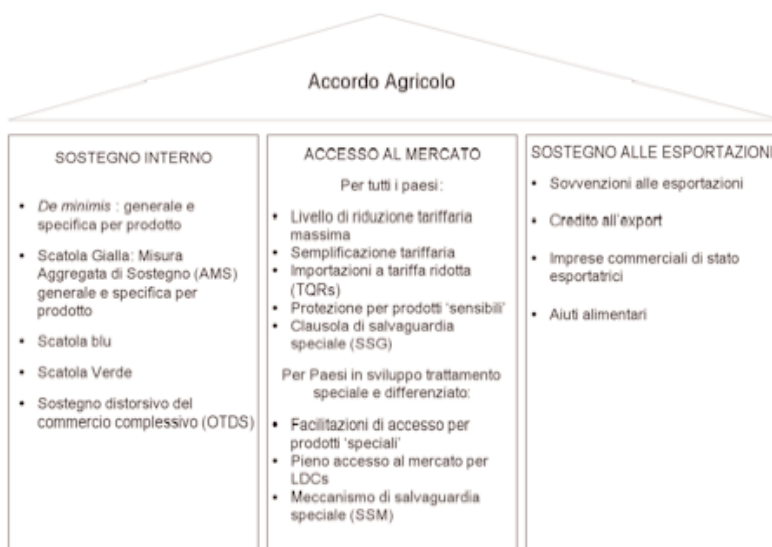 Accordo Agricolo
SOSTEGNO INTERNO
• De minimis : generale e
specifica per prodotto
• Scatola Gialla: Misura
Aggregata di Sostegno (AMS)
generale e specifica per
prodotto
• Scatola blu
• Scatola Verde
• Sostegno distorsivo del
commercio complessivo (OTDS)
ACCESSO AL MERCATO
Per tutti i paesi:
• Livello di riduzione tariffaria
massima
• Semplificazione tariffaria
• Importazioni a tariffa ridotta
(TQRs)
• Protezione per prodotti ‘sensibili’
• Clausola di salvaguardia
speciale (SSG)
Per Paesi in sviluppo trattamento
speciale e differenziato:
• Facilitazioni di accesso per
prodotti ‘speciali’
• Pieno accesso al mercato per
LDCs
• Meccanismo di salvaguardia
speciale (SSM)
SOSTEGNO ALLE ESPORTAZIONI
• Sovvenzioni alle esportazioni
• Credito all’export
• Imprese commerciali di stato
esportatrici
• Aiuti alimentari